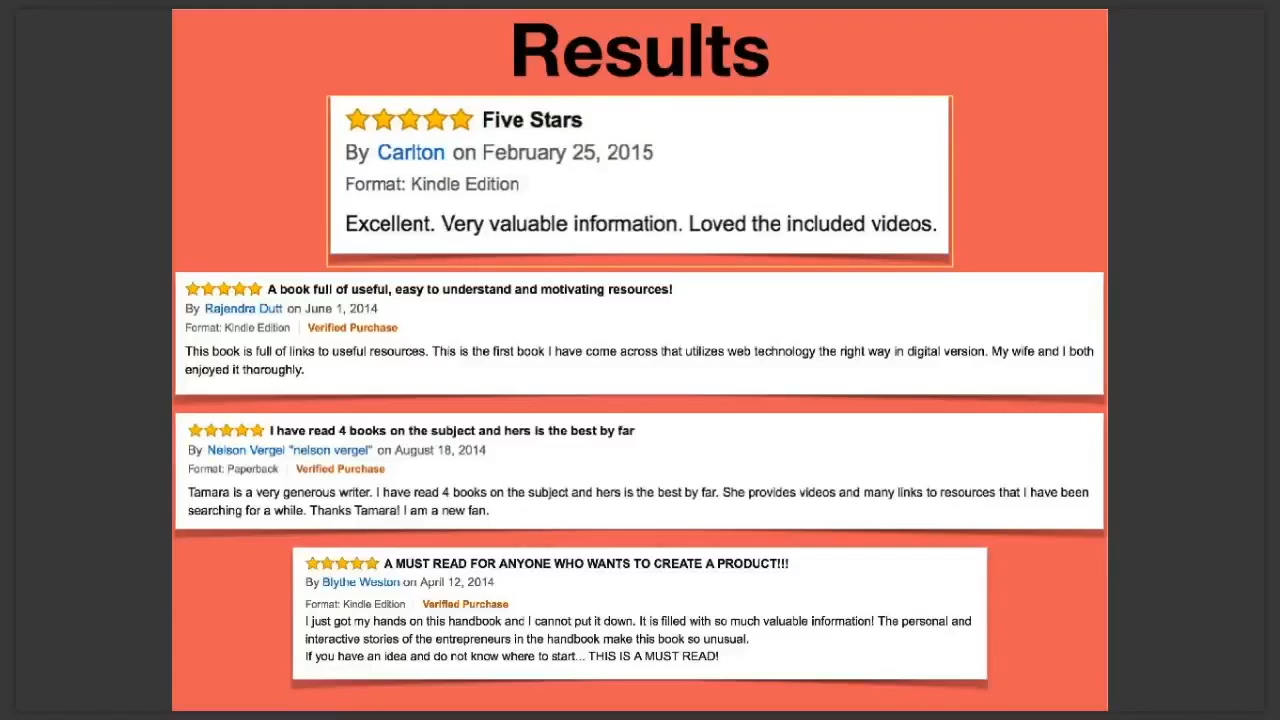 Results
Five Stars
By Carlton on February 25, 2015
Format: Kindle Edition
Excellent. Very valuable information. Loved the included videos.
A book full of useful, easy to understand and motivating resources!
By Rajendra Dutt on June 1, 2014
Format: Kindle Edition | Verified Purchase
This book is full of links to useful resources. This is the first book I have come across that utilizes web technology the right way in digital version. My wife and I both
enjoyed it thoroughly.
I have read 4 books on the subject and hers is the best by far
By Nelson Vergel "nelson vergel" on August 18, 2014
Format: Paperback | Verified Purchase
Tamara is a very generous writer. I have read 4 books on the subject and hers is the best by far. She provides videos and many links to resources that I have been
searching for a while. Thanks Tamara! I am a new fan.
A MUST READ FOR ANYONE WHO WANTS TO CREATE A PRODUCT!!!
By Blythe Weston on April 12, 2014
Format: Kindle Edition | Verified Purchase
I just got my hands on this handbook and I cannot put it down. It is filled with so much valuable information! The personal and
interactive stories of the entrepreneurs in the handbook make this book so unusual.
If you have an idea and do not know where to start... THIS IS A MUST READ!